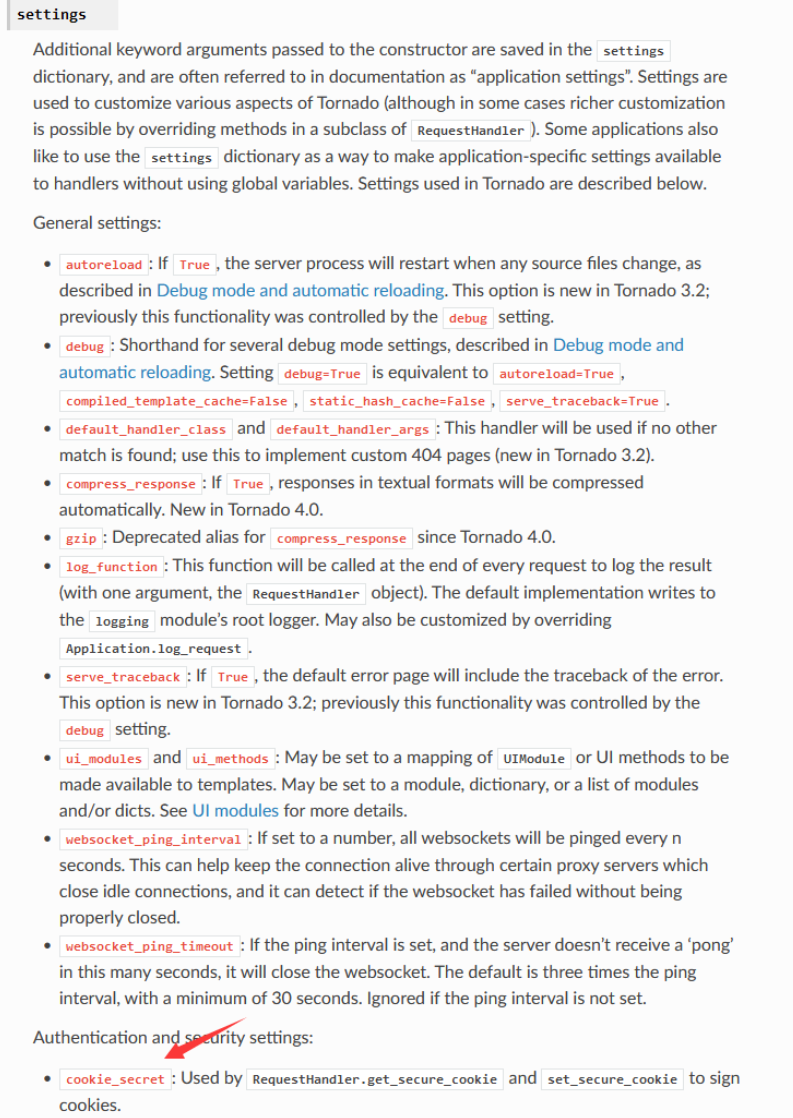 settings
Additional keyword arguments passed to the constructor are saved in the settings
dictionary, and are often referred to in documentation as “application settings”. Settings are
used to customize various aspects of Tornado (although in some cases richer customization
is possible by overriding methods in a subclass of RequestHandler ). Some applications also
like to use the settings dictionary as a way to make application-specific settings available
to handlers without using global variables. Settings used in Tornado are described below.
General settings:
• autoreload : If True , the server process will restart when any source files change, as
described in Debug mode and automatic reloading. This option is new in Tornado 3.2;
previously this functionality was controlled by the debug setting.
• debug : Shorthand for several debug mode settings, described in Debug mode and
automatic reloading. Setting debug=True is equivalent to autoreload=True ,
compiled_template_cache=False , static_hash_cache=False , serve_traceback=True .
• default_handler_class and default_handler_args : This handler will be used if no other
match is found; use this to implement custom 404 pages (new in Tornado 3.2).
• compress_response : If True , responses in textual formats will be compressed
automatically. New in Tornado 4.0.
• gzip : Deprecated alias for compress_response since Tornado 4.0.
• log_function : This function will be called at the end of every request to log the result
(with one argument, the RequestHandler object). The default implementation writes to
the logging module’s root logger. May also be customized by overriding
Application.log_request .
• serve_traceback : If True , the default error page will include the traceback of the error.
This option is new in Tornado 3.2; previously this functionality was controlled by the
debug setting.
• ui_modules and ui_methods : May be set to a mapping of UIModule or UI methods to be
made available to templates. May be set to a module, dictionary, or a list of modules
and/or dicts. See UI modules for more details.
• websocket_ping_interval : If set to a number, all websockets will be pinged every n
seconds. This can help keep the connection alive through certain proxy servers which
close idle connections, and it can detect if the websocket has failed without being
properly closed.
• websocket_ping_timeout : If the ping interval is set, and the server doesn’t receive a ‘pong’
in this many seconds, it will close the websocket. The default is three times the ping
interval, with a minimum of 30 seconds. Ignored if the ping interval is not set.
Authentication and security settings:
• cookie_secret : Used by RequestHandler.get_secure_cookie and set_secure_cookie to sign
cookies.